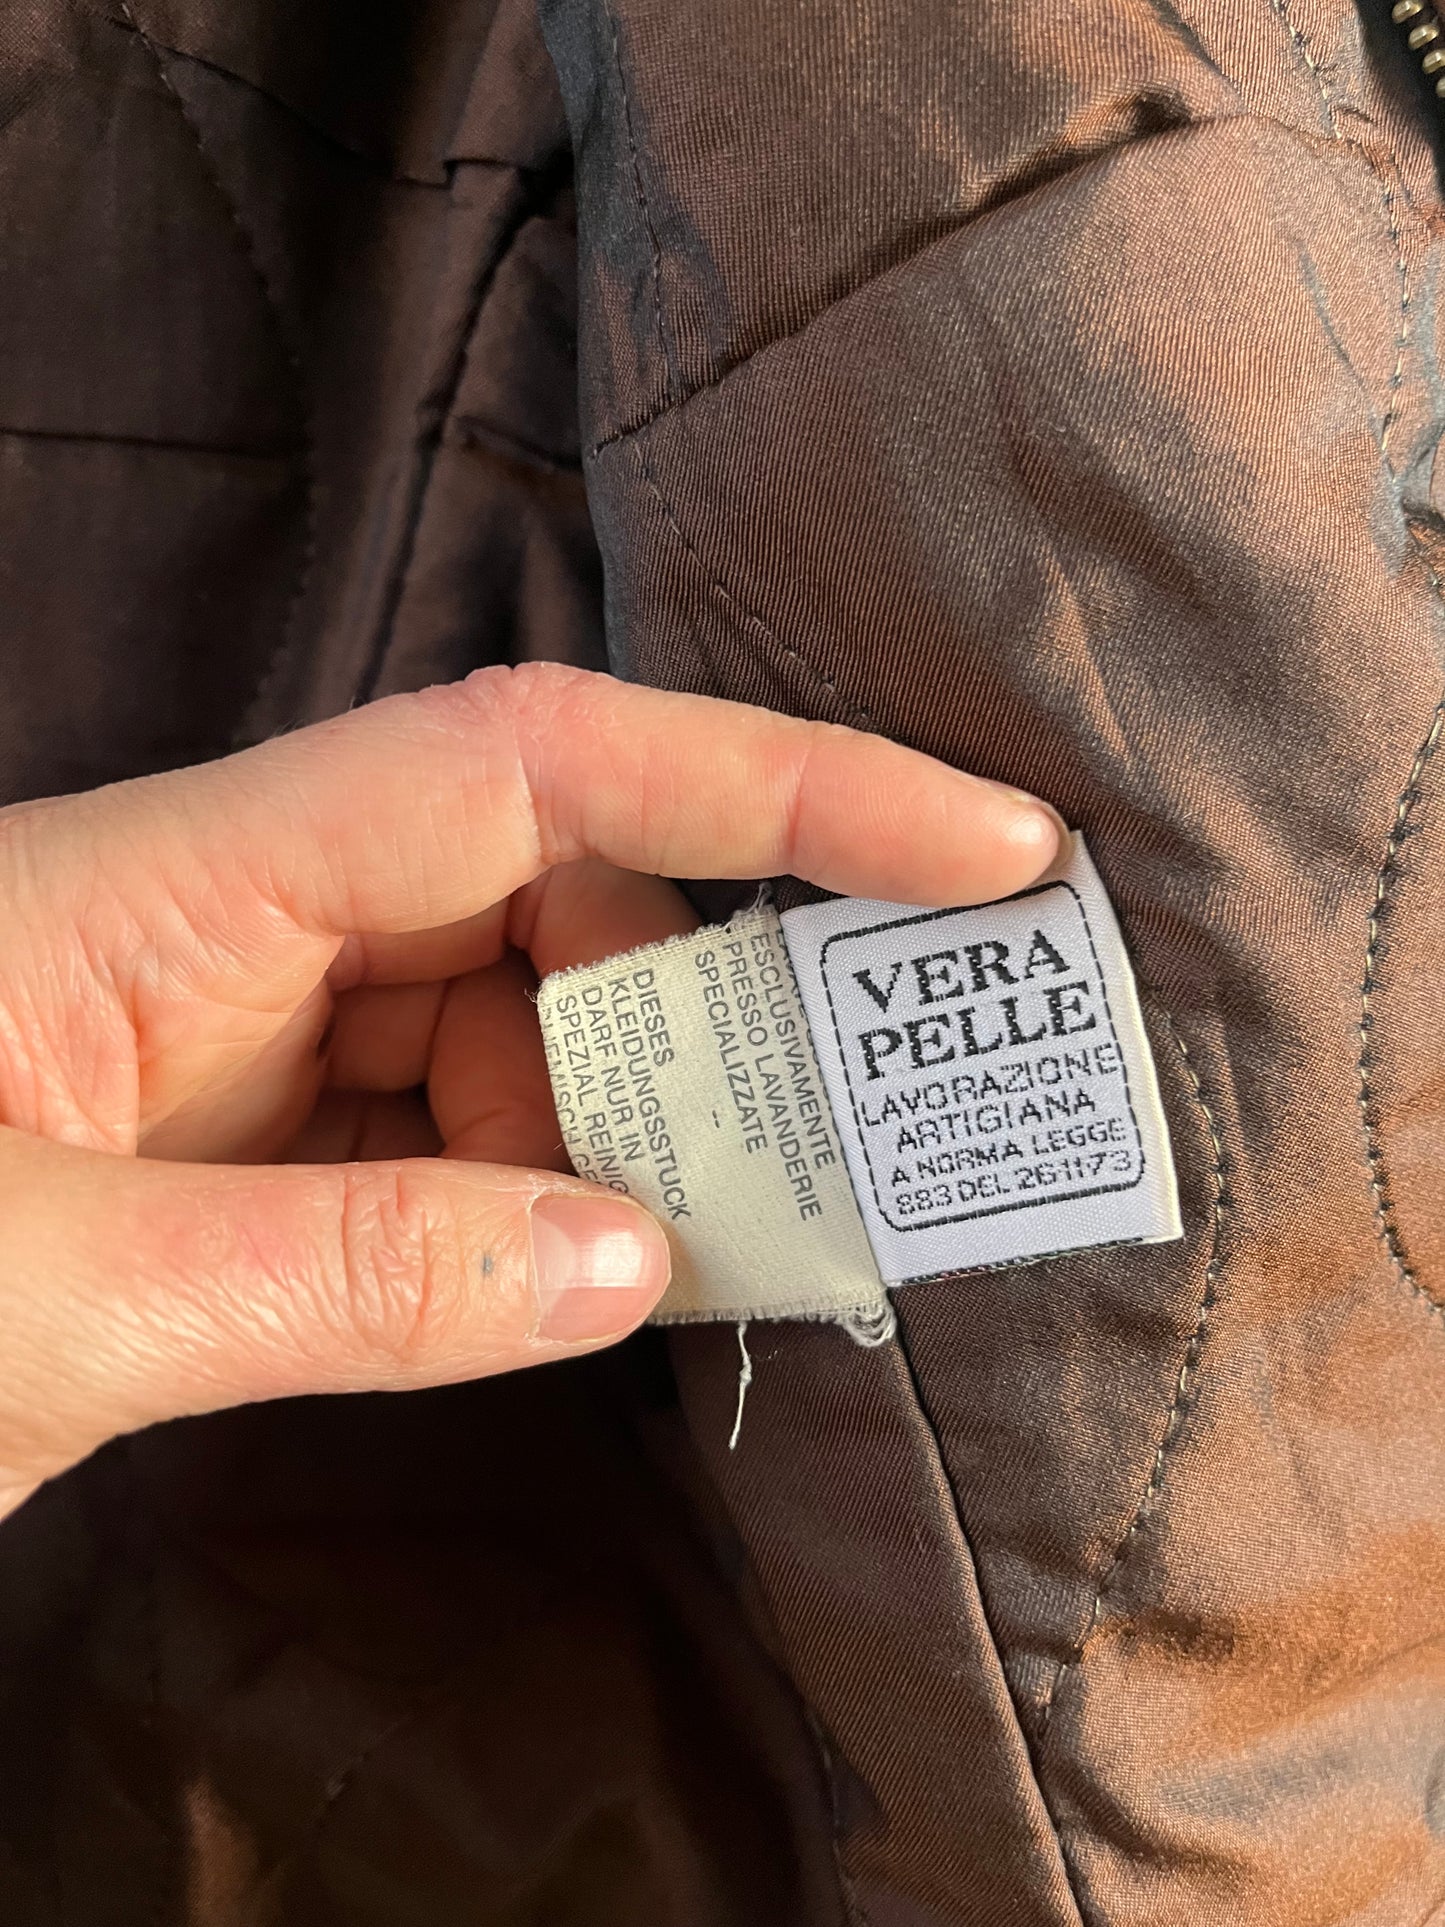 VERA
PELLE
LAVORAZIONE
ARTIGIANA
A NORMA LEGGE
883 DEL 26·11·73
ESCLUSIVAMENTE
PRESSO LAVANDERIE
SPECIALIZZATE
--
DIESES
KLEIDUNGSSTUCK
DARF NUR IN
SPEZIAL